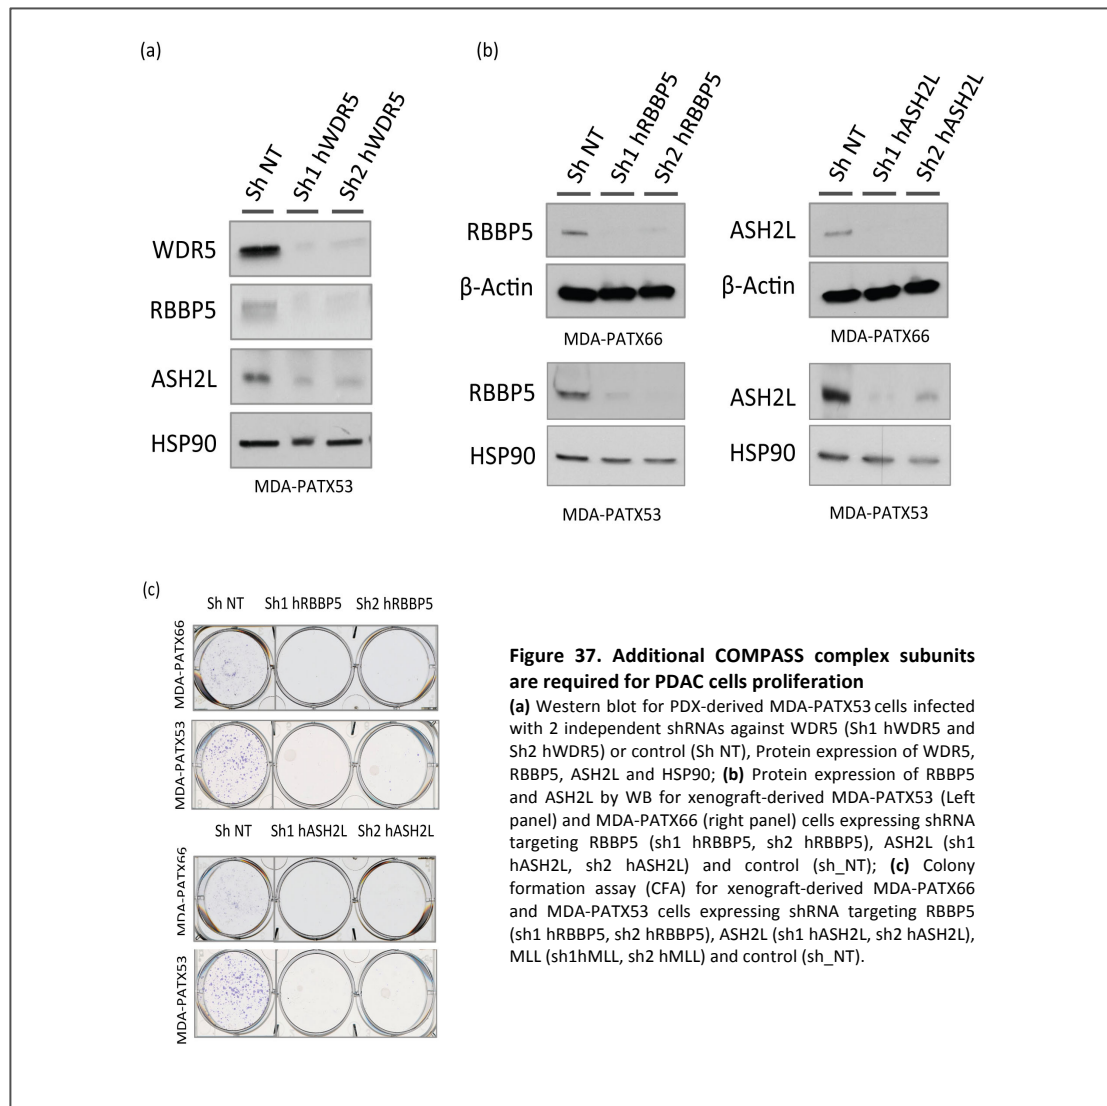 (a)
Sh NT
Sh1 hWDR5
Sh2 hWDR5
WDR5
RBBP5
ASH2L
HSP90
MDA-PATX53
(b)
Sh NT
Sh1 hRBBP5
Sh2 hRBBP5
RBBP5
β-Actin
MDA-PATX66
RBBP5
HSP90
MDA-PATX53
Sh NT
Sh1 hASH2L
Sh2 hASH2L
ASH2L
β-Actin
MDA-PATX66
ASH2L
HSP90
MDA-PATX53
(c)
Sh NT Sh1 hRBBP5 Sh2 hRBBP5
MDA-PATX66
MDA-PATX53
Sh NT Sh1 hASH2L Sh2 hASH2L
MDA-PATX66
MDA-PATX53
Figure 37. Additional COMPASS complex subunits
are required for PDAC cells proliferation
(a) Western blot for PDX-derived MDA-PATX53 cells infected
with 2 independent shRNAs against WDR5 (Sh1 hWDR5 and
Sh2 hWDR5) or control (Sh NT), Protein expression of WDR5,
RBBP5, ASH2L and HSP90; (b) Protein expression of RBBP5
and ASH2L by WB for xenograft-derived MDA-PATX53 (Left
panel) and MDA-PATX66 (right panel) cells expressing shRNA
targeting RBBP5 (sh1 hRBBP5, sh2 hRBBP5), ASH2L (sh1
hASH2L, sh2 hASH2L) and control (sh_NT); (c) Colony
formation assay (CFA) for xenograft-derived MDA-PATX66
and MDA-PATX53 cells expressing shRNA targeting RBBP5
(sh1 hRBBP5, sh2 hRBBP5), ASH2L (sh1 hASH2L, sh2 hASH2L),
MLL (sh1hMLL, sh2 hMLL) and control (sh_NT).